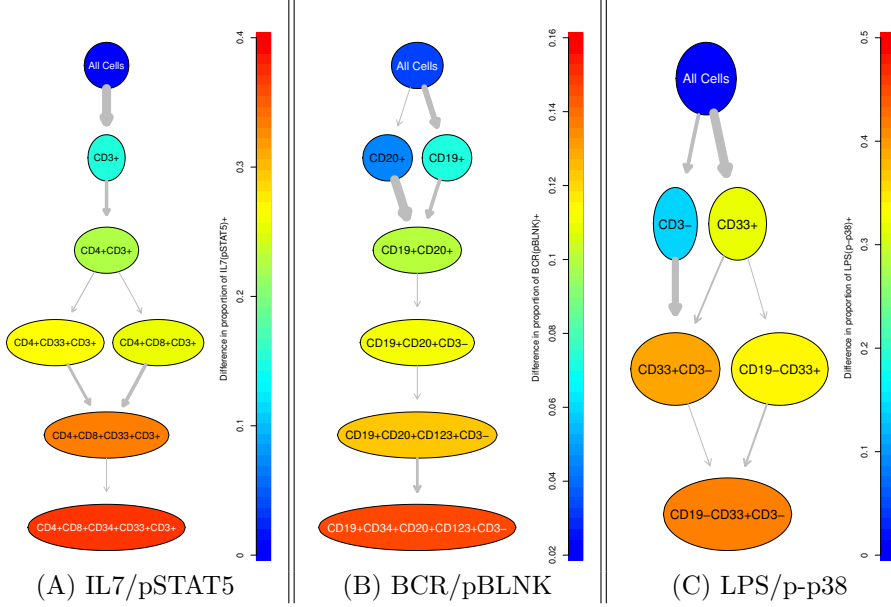 All Cells
CD3+
CD4+CD3+
CD4+CD33+CD3+
CD4+CD8+CD3+
CD4+CD8+CD33+CD3+
CD4+CD8+CD34+CD33+CD3+
Difference in proportion of IL7(pSTAT5)+
0.4
0.3
0.2
0.1
0
(A) IL7/pSTAT5
All Cells
CD20+
CD19+
CD19+CD20+
CD19+CD20+CD3−
CD19+CD20+CD123+CD3−
CD19+CD34+CD20+CD123+CD3−
Difference in proportion of BCR(pBLNK)+
0.16
0.14
0.12
0.1
0.08
0.06
0.04
0.02
(B) BCR/pBLNK
All Cells
CD3−
CD33+
CD33+CD3−
CD19−CD33+
CD19−CD33+CD3−
Difference in proportion of LPS(p−p38)+
0.5
0.4
0.3
0.2
0.1
0
(C) LPS/p-p38